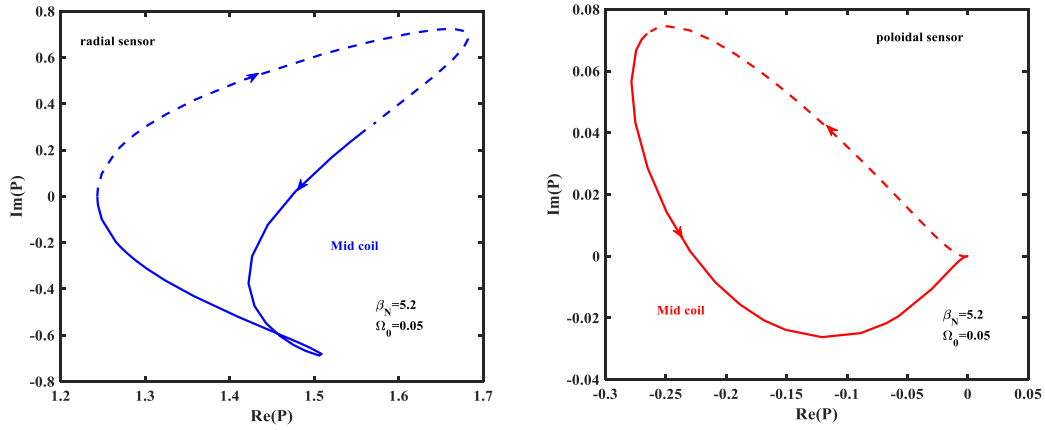 radial sensor
Im(P)
0.8
0.6
0.4
0.2
0
-0.2
-0.4
-0.6
-0.8
Mid coil
β_N=5.2
Ω_0=0.05
1.2
1.3
1.4
1.5
1.6
1.7
Re(P)
poloidal sensor
Im(P)
0.08
0.06
0.04
0.02
0
-0.02
-0.04
Mid coil
β_N=5.2
Ω_0=0.05
-0.3
-0.25
-0.2
-0.15
-0.1
-0.05
0
0.05
Re(P)